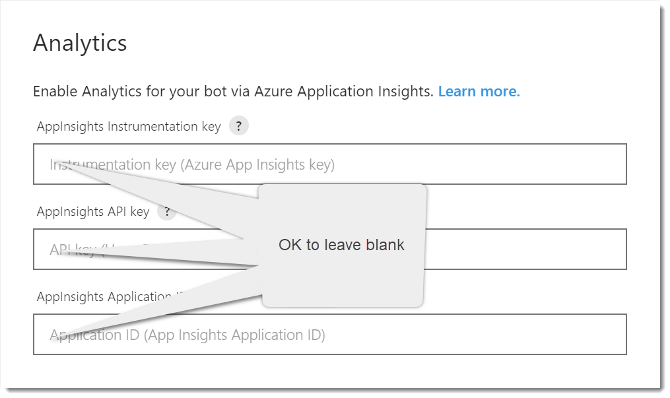 Analytics
Enable Analytics for your bot via Azure Application Insights. Learn more.
AppInsights Instrumentation key ?
Instrumentation key (Azure App Insights key)
AppInsights API key ?
API key
OK to leave blank
AppInsights Application
Application ID (App Insights Application ID)